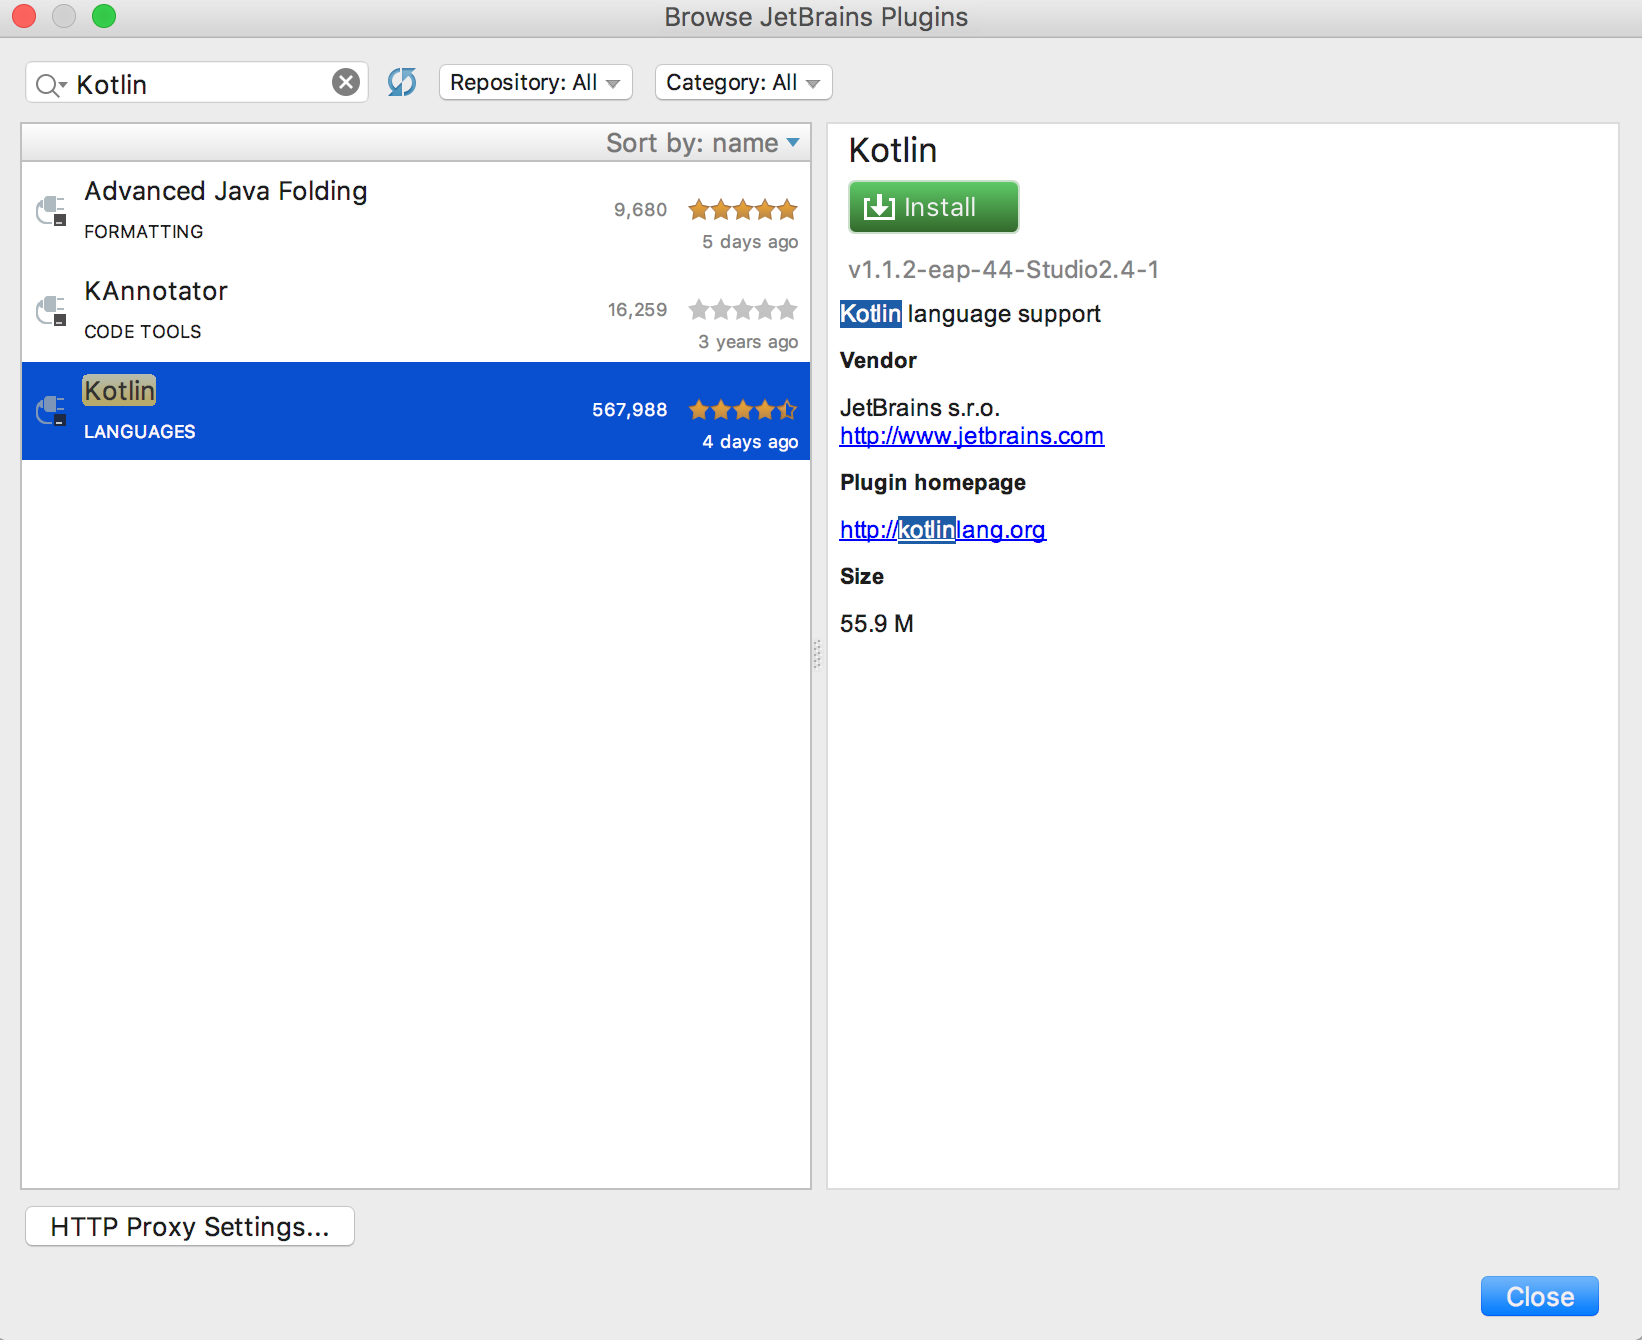 Browse JetBrains Plugins
Kotlin
Repository: All
Category: All
Sort by: name
Advanced Java Folding
9,680
FORMATTING
5 days ago
KAnnotator
16,259
CODE TOOLS
3 years ago
Kotlin
567,988
LANGUAGES
4 days ago
Kotlin
Install
v1.1.2-eap-44-Studio2.4-1
Kotlin language support
Vendor
JetBrains s.r.o.
http://www.jetbrains.com
Plugin homepage
http://kotlinlang.org
Size
55.9 M
HTTP Proxy Settings...
Close